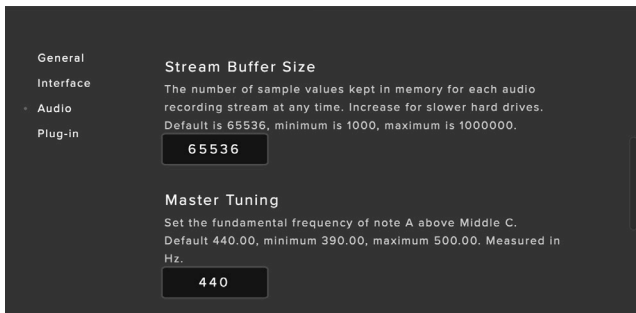 General
Interface
Audio
Plug-in
Stream Buffer Size
The number of sample values kept in memory for each audio
recording stream at any time. Increase for slower hard drives.
Default is 65536, minimum is 1000, maximum is 1000000.
65536
Master Tuning
Set the fundamental frequency of note A above Middle C.
Default 440.00, minimum 390.00, maximum 500.00. Measured in
Hz.
440